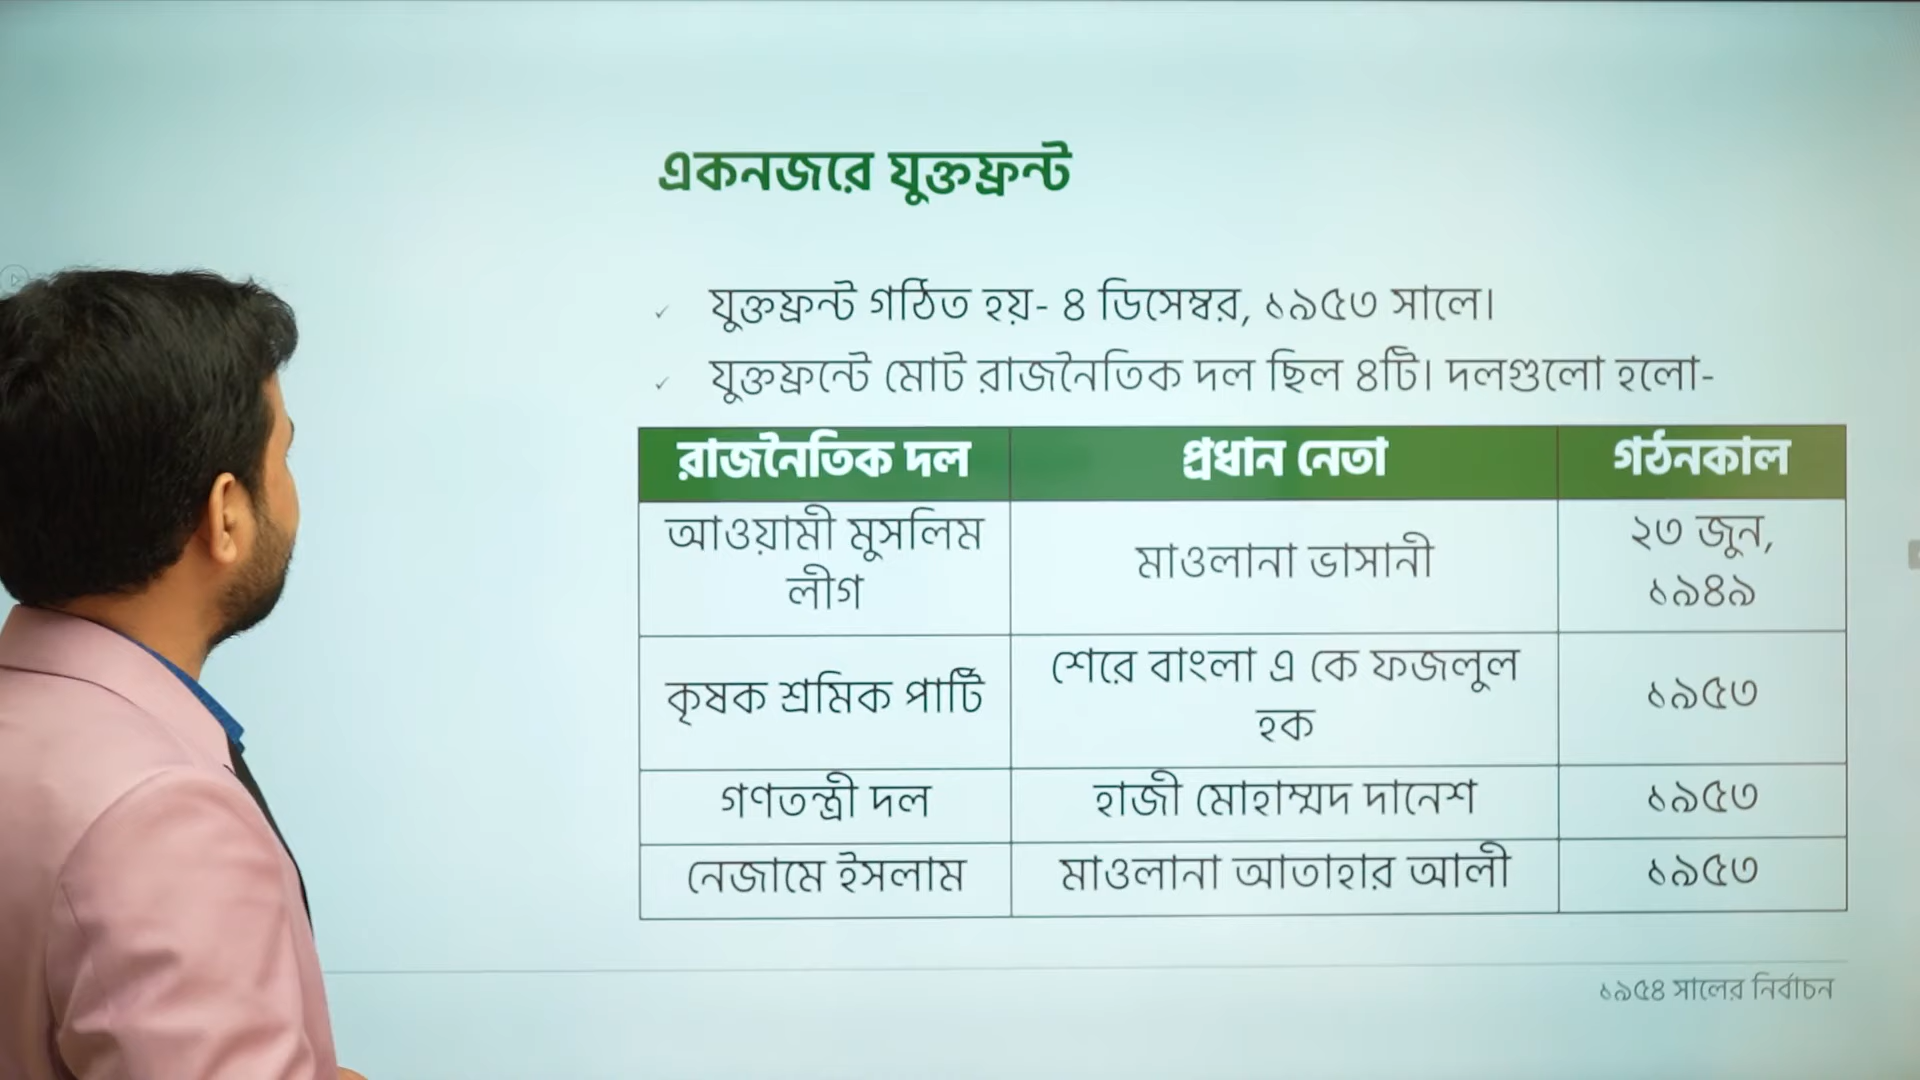 একনজরে যুক্তফ্রন্ট
যুক্তফ্রন্ট গঠিত হয়- ৪ ডিসেম্বর, ১৯৫৩ সালে।
যুক্তফ্রন্টে মোট রাজনৈতিক দল ছিল ৪টি। দলগুলো হলো-
রাজনৈতিক দল প্রধান নেতা গঠনকাল
আওয়ামী মুসলিম
লীগ
মাওলানা ভাসানী
২৩ জুন,
১৯৪৯
কৃষক শ্রমিক পার্টি
শেরে বাংলা এ কে ফজলুল
হক
১৯৫৩
গণতন্ত্রী দল হাজী মোহাম্মদ দানেশ ১৯৫৩
নেজামে ইসলাম মাওলানা আতাহার আলী ১৯৫৩
১৯৫৪ সালের নির্বাচন